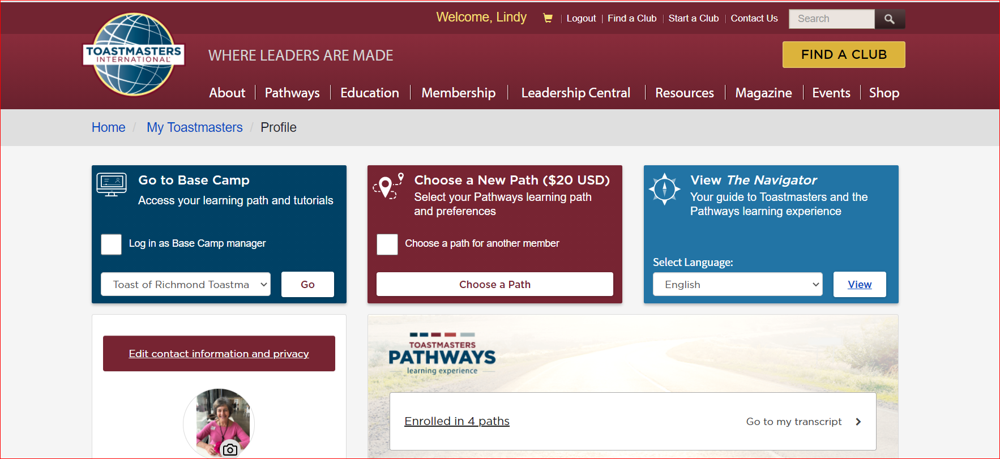 Welcome, Lindy
Logout
Find a Club
Start a Club
Contact Us
Search
TOASTMASTERS
INTERNATIONAL
WHERE LEADERS ARE MADE
FIND A CLUB
About
Pathways
Education
Membership
Leadership Central
Resources
Magazine
Events
Shop
Home / My Toastmasters / Profile
Go to Base Camp
Access your learning path and tutorials
Log in as Base Camp manager
Toast of Richmond Toastma
Go
Choose a New Path ($20 USD)
Select your Pathways learning path
and preferences
Choose a path for another member
Choose a Path
View The Navigator
Your guide to Toastmasters and the
Pathways learning experience
Select Language:
English
View
Edit contact information and privacy
TOASTMASTERS
PATHWAYS
learning experience
Enrolled in 4 paths
Go to my transcript